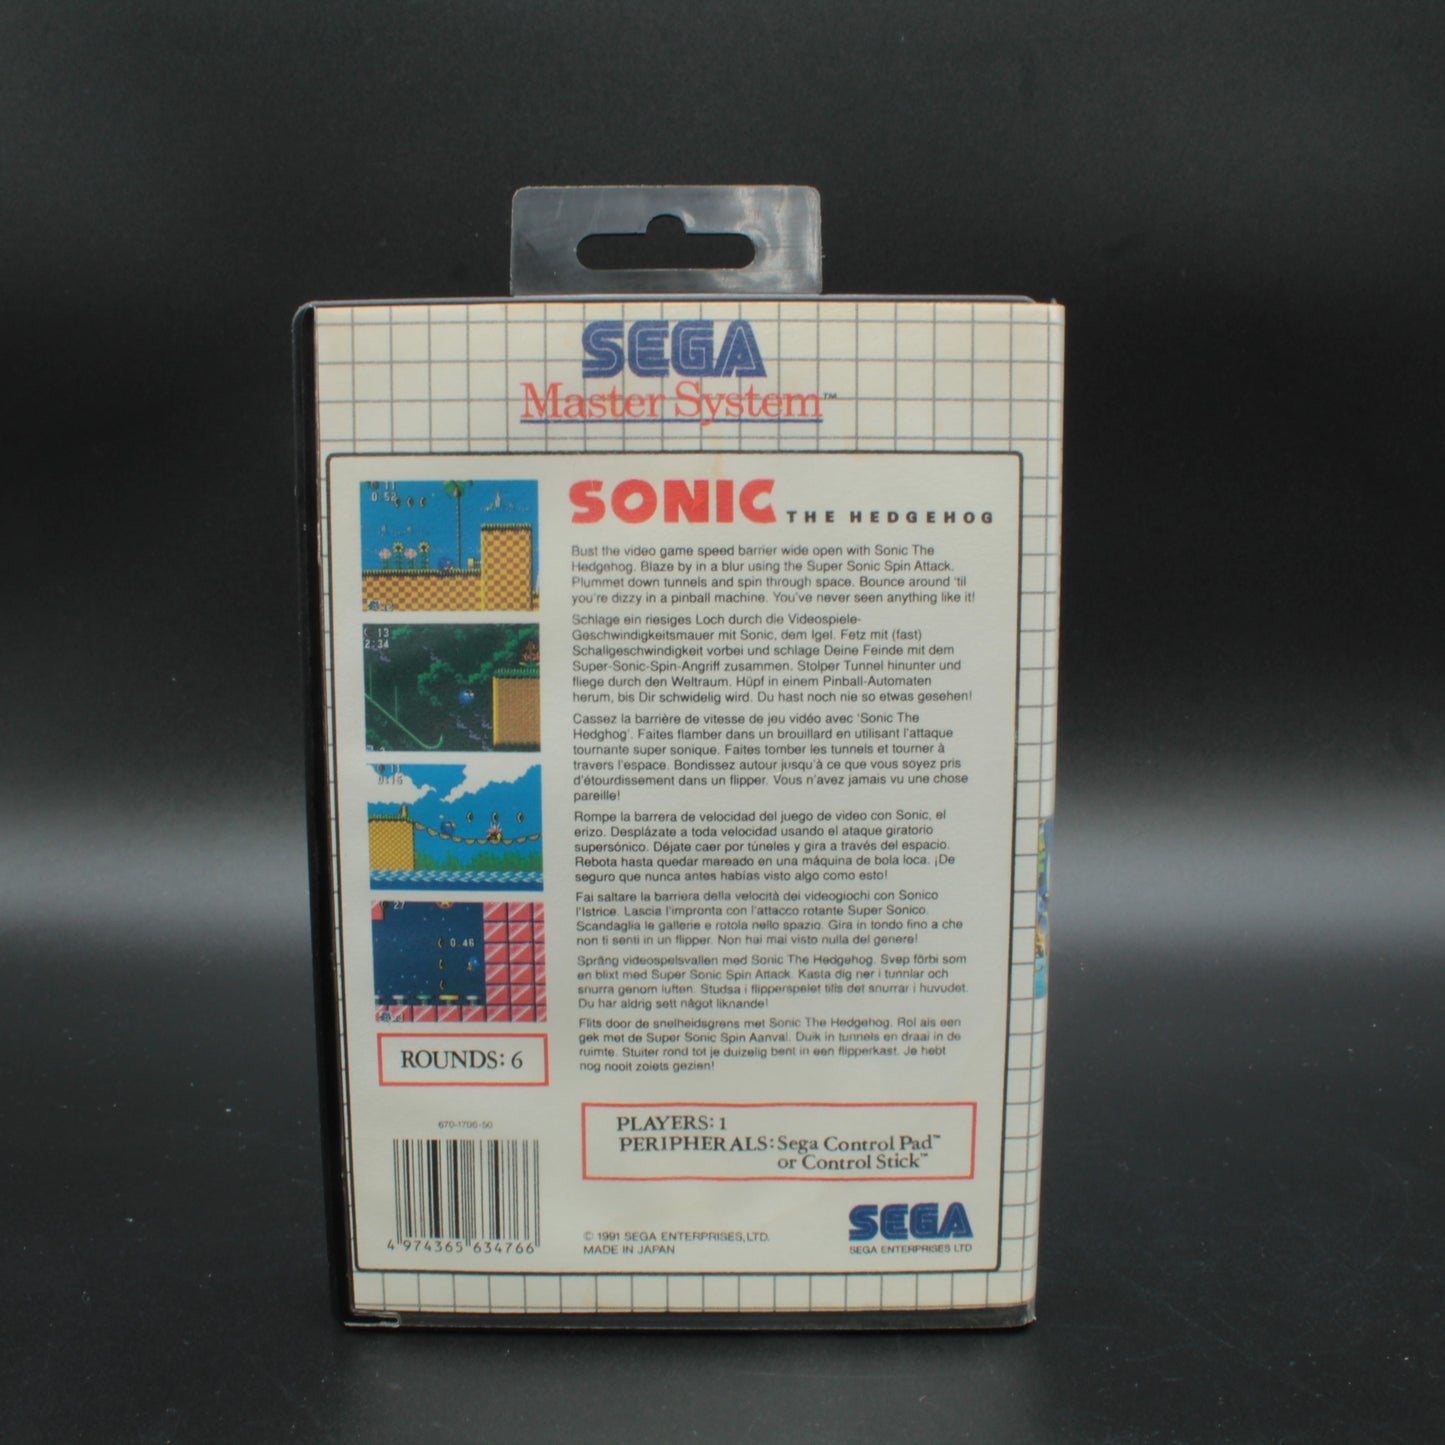 SEGA
Master System™
SONIC THE HEDGEHOG
Bust the video game speed barrier wide open with Sonic The
Hedgehog. Blaze by in a blur using the Super Sonic Spin Attack.
Plummet down tunnels and spin through space. Bounce around 'til
you're dizzy in a pinball machine. You've never seen anything like it!
Schlage ein riesiges Loch durch die Videospiele-
Geschwindigkeitsmauer mit Sonic, dem Igel. Fetz mit (fast)
Schallgeschwindigkeit vorbei und schlage Deine Feinde mit dem
Super-Sonic-Spin-Angriff zusammen. Stolper Tunnel hinunter und
fliege durch den Weltraum. Hüpf in einem Pinball-Automaten
herum, bis Dir schwidelig wird. Du hast noch nie so etwas gesehen!
Cassez la barrière de vitesse de jeu vidéo avec 'Sonic The
Hedghog'. Faites flamber dans un brouillard en utilisant l'attaque
tournante super sonique. Faites tomber les tunnels et tourner à
travers l'espace. Bondissez autour jusqu'à ce que vous soyez pris
d'étourdissement dans un flipper. Vous n'avez jamais vu une chose
pareille!
Rompe la barrera de velocidad del juego de video con Sonic, el
erizo. Desplázate a toda velocidad usando el ataque giratorio
supersónico. Déjate caer por túneles y gira a través del espacio.
Rebota hasta quedar mareado en una máquina de bola loca. ¡De
seguro que nunca antes habías visto algo como esto!
Fai saltare la barriera della velocità dei videogiochi con Sonico
l'Istrice. Lascia l'impronta con l'attacco rotante Super Sonico.
Scandaglia le gallerie e rotola nello spazio. Gira in tondo fino a che
non ti senti in un flipper. Non hai mai visto nulla del genere!
Spräng videospelsvallen med Sonic The Hedgehog. Svep förbi som
en blixt med Super Sonic Spin Attack. Kasta dig ner i tunnlar och
snurra genom luften. Studsa i flipperspelet tills det snurrar i huvudet.
Du har aldrig sett något liknande!
Flits door de snelheidsgrens met Sonic The Hedgehog. Rol als een
gek met de Super Sonic Spin Aanval. Duik in tunnels en draai in de
ruimte. Stuiter rond tot je duizelig bent in een flipperkast. Je hebt
nog nooit zoiets gezien!
11
0:52
13
2:34
11
0:15
27
0:46
ROUNDS: 6
PLAYERS: 1
PERIPHERALS: Sega Control Pad™
or Control Stick™
670-1706-50
4 974365 634766
© 1991 SEGA ENTERPRISES, LTD.
MADE IN JAPAN
SEGA
SEGA ENTERPRISES LTD